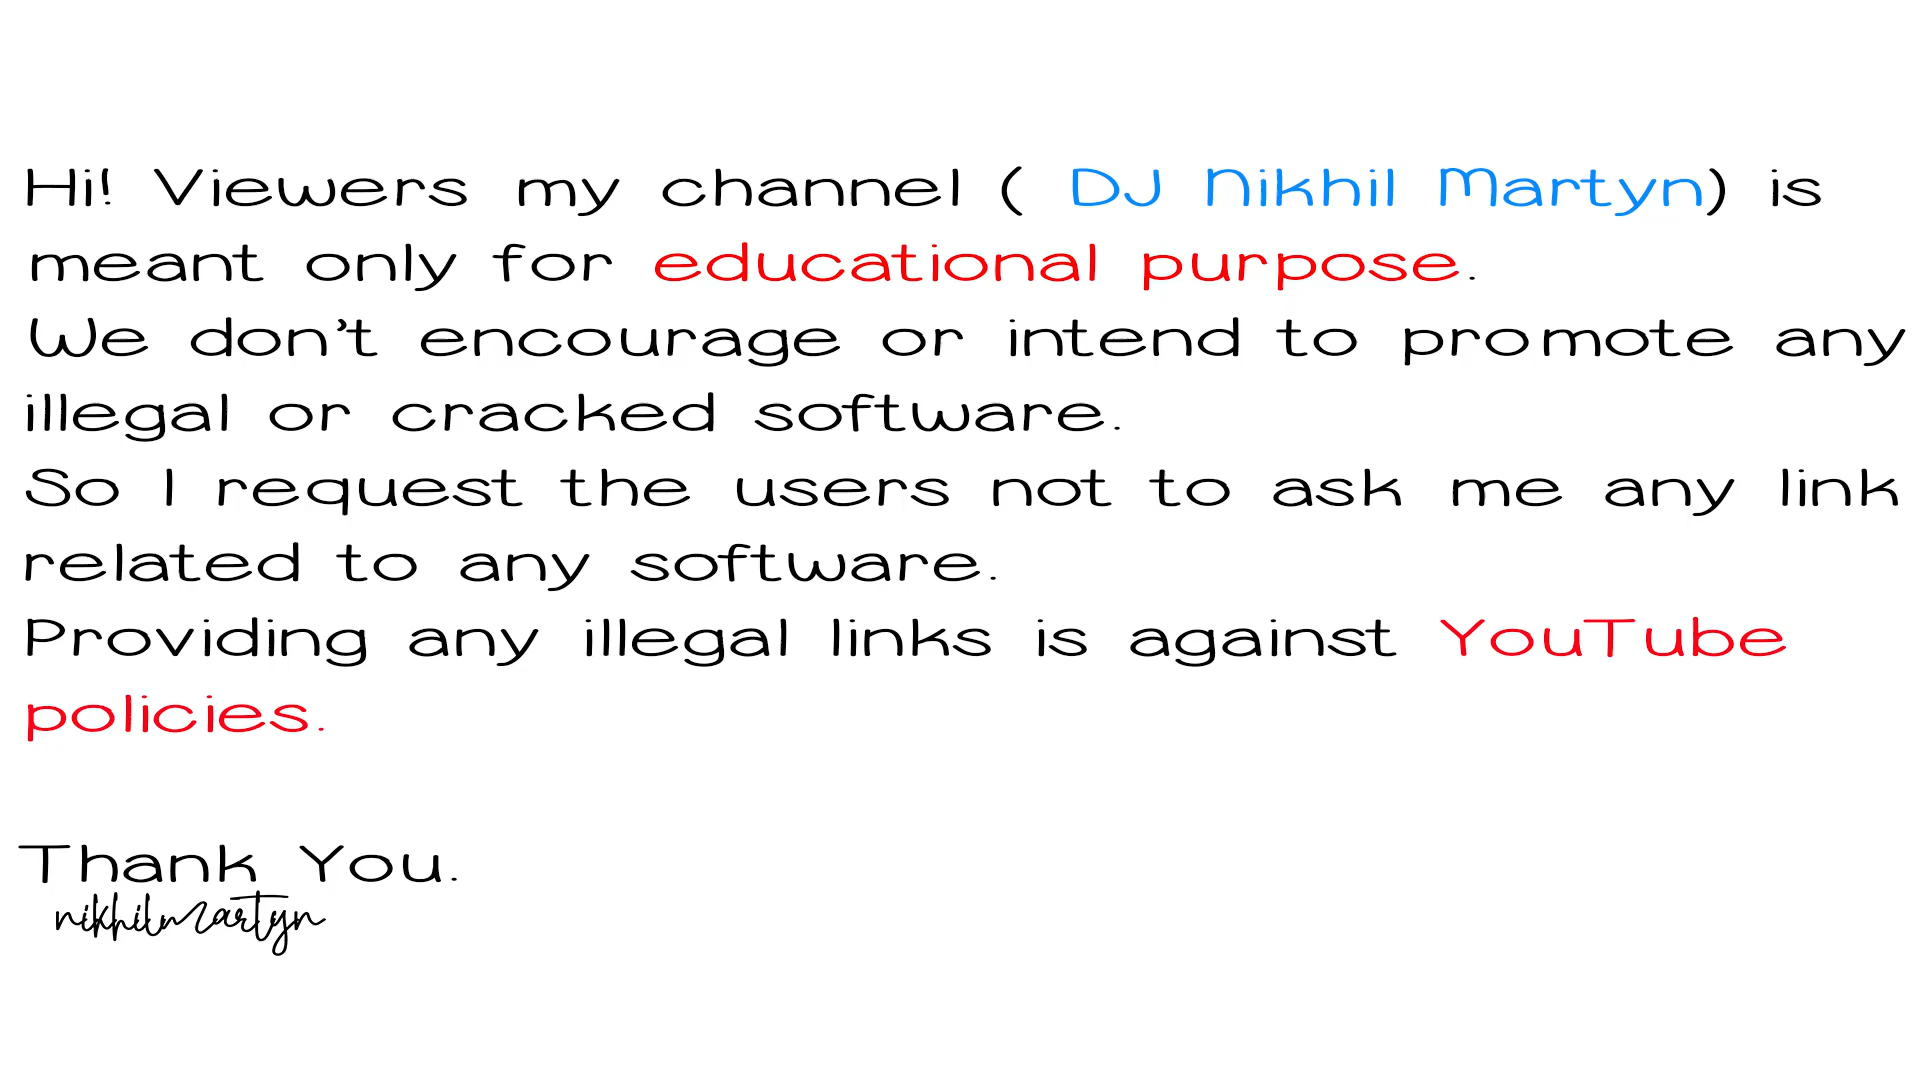 Hi! Viewers my channel ( DJ Nikhil Martyn) is
meant only for educational purpose.
We don't encourage or intend to promote any
illegal or cracked software.
So I request the users not to ask me any link
related to any software.
Providing any illegal links is against YouTube
policies.
Thank You.
nikhilmartyn